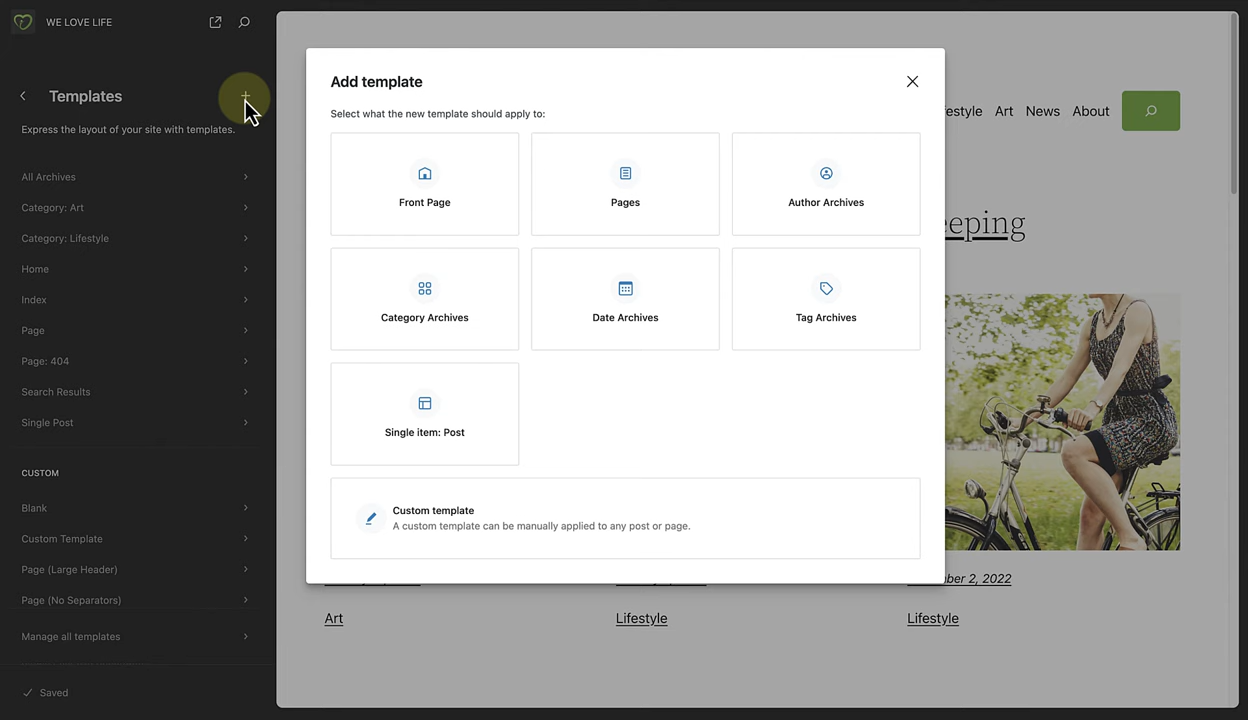 WE LOVE LIFE
Templates
Express the layout of your site with templates.
All Archives
Category: Art
Category: Lifestyle
Home
Index
Page
Page: 404
Search Results
Single Post
CUSTOM
Blank
Custom Template
Page (Large Header)
Page (No Separators)
Manage all templates
Saved
Add template
Select what the new template should apply to:
Front Page
Pages
Author Archives
Category Archives
Date Archives
Tag Archives
Single item: Post
Custom template
A custom template can be manually applied to any post or page.
Art News About
2, 2022
Art
Lifestyle
Lifestyle